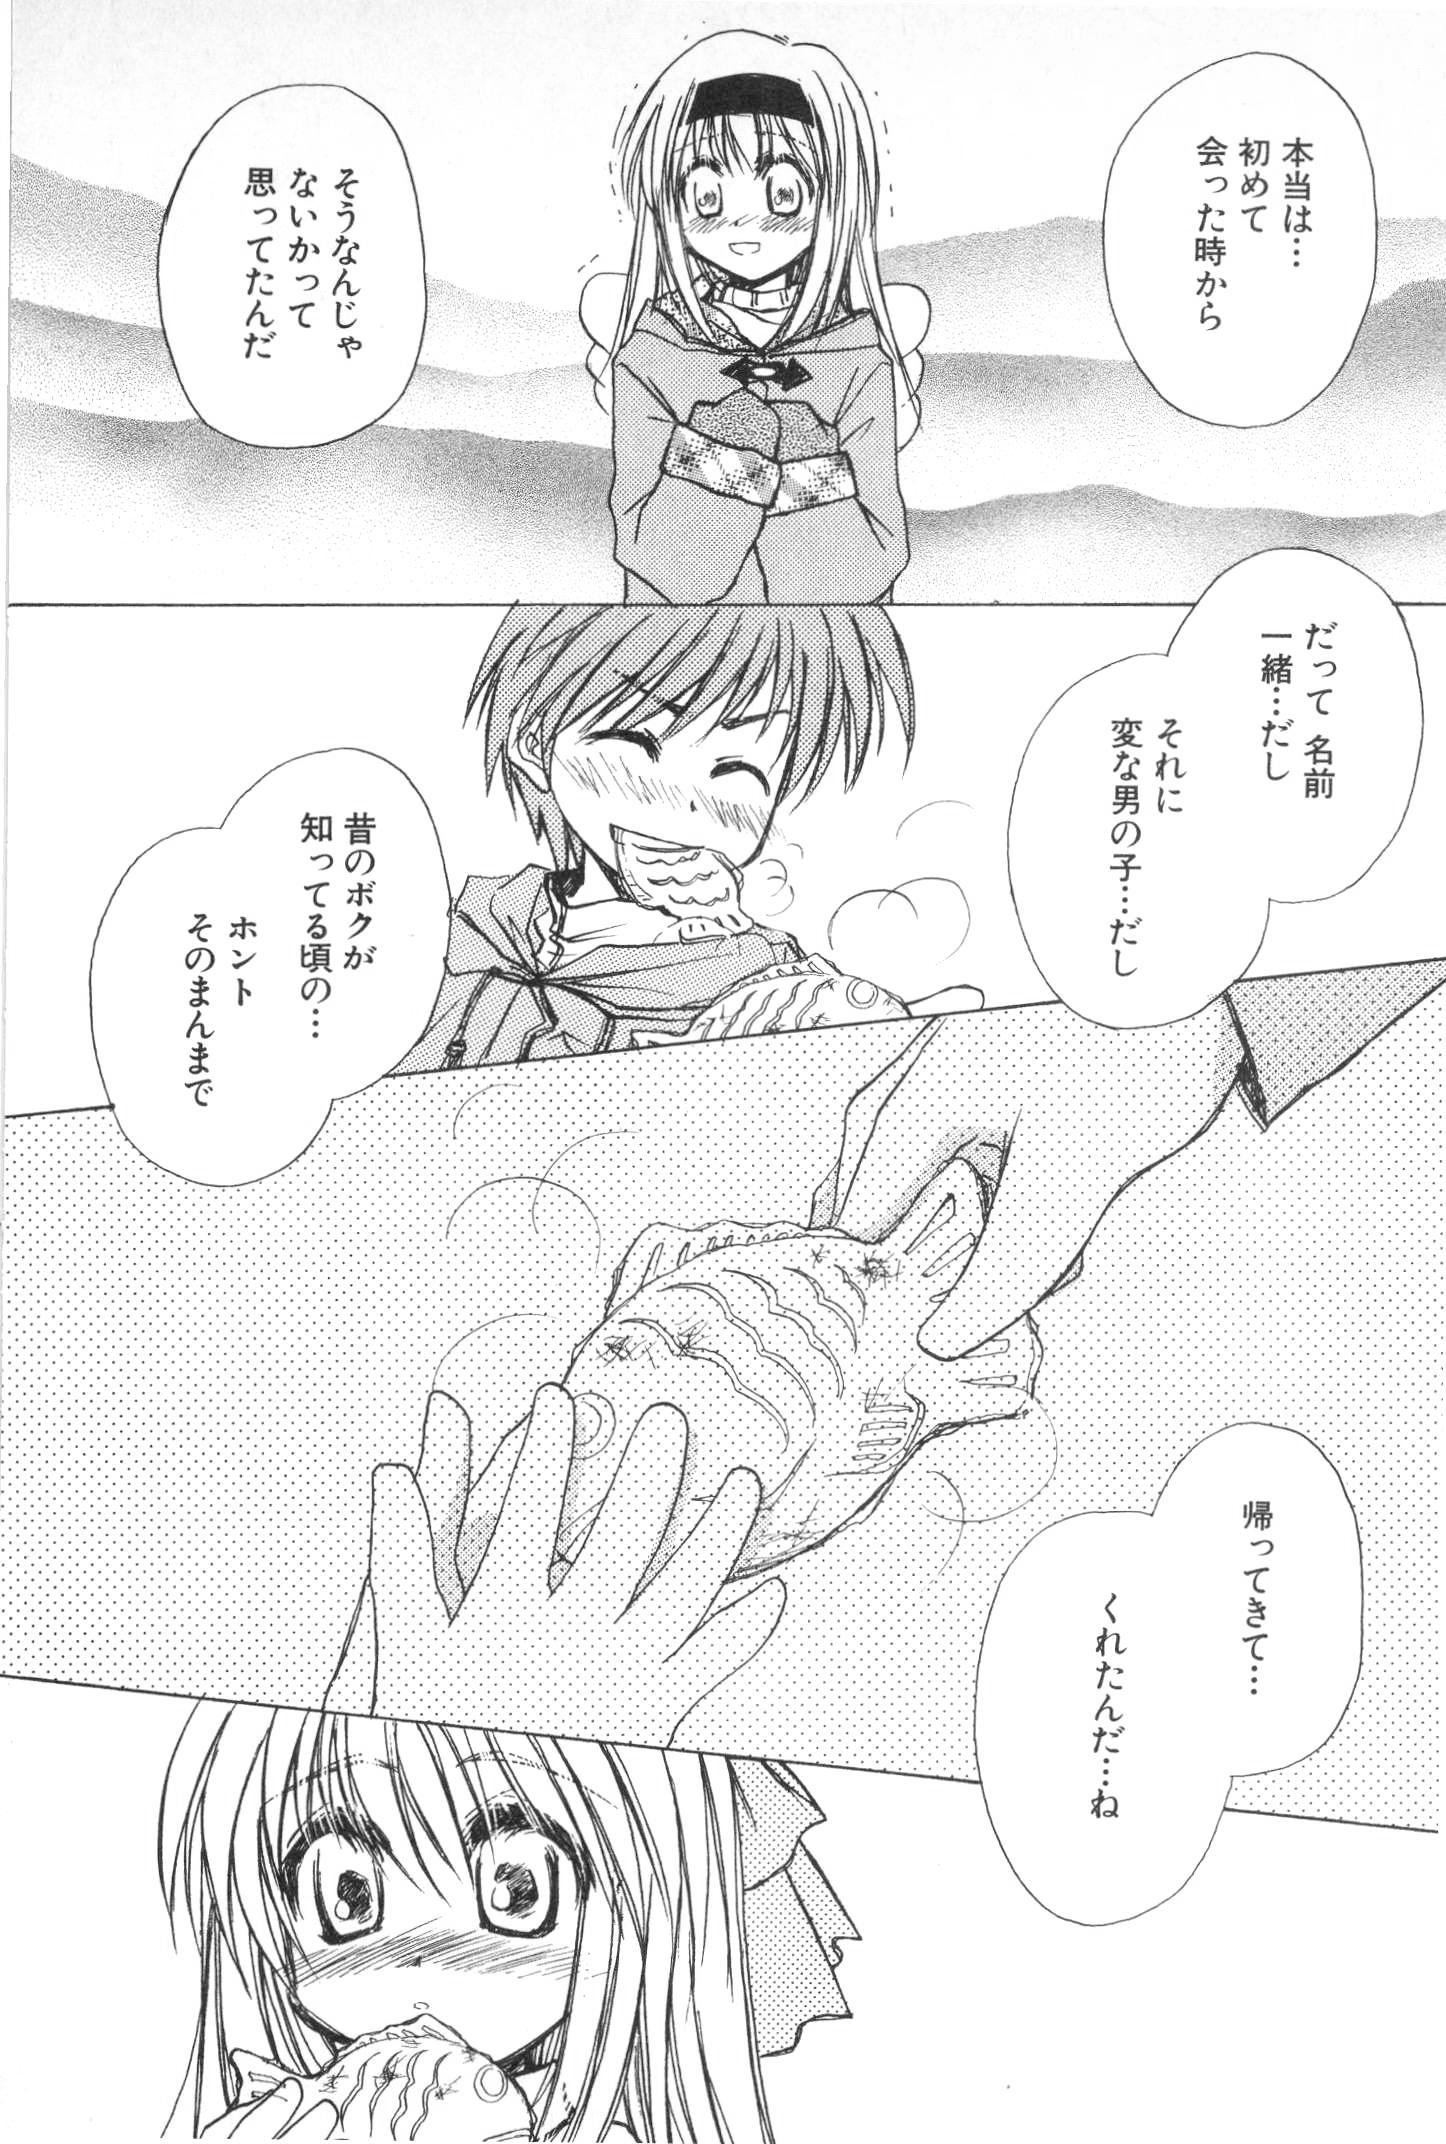 本当は…
初めて
会った時から
そうなんじゃ
ないかって
思ってたんだ
だって 名前
一緒…だし
それに
変な男の子…だし
昔のボクが
知ってる頃の…
ホント
そのまんまで
帰ってきて…
くれたんだ…ね